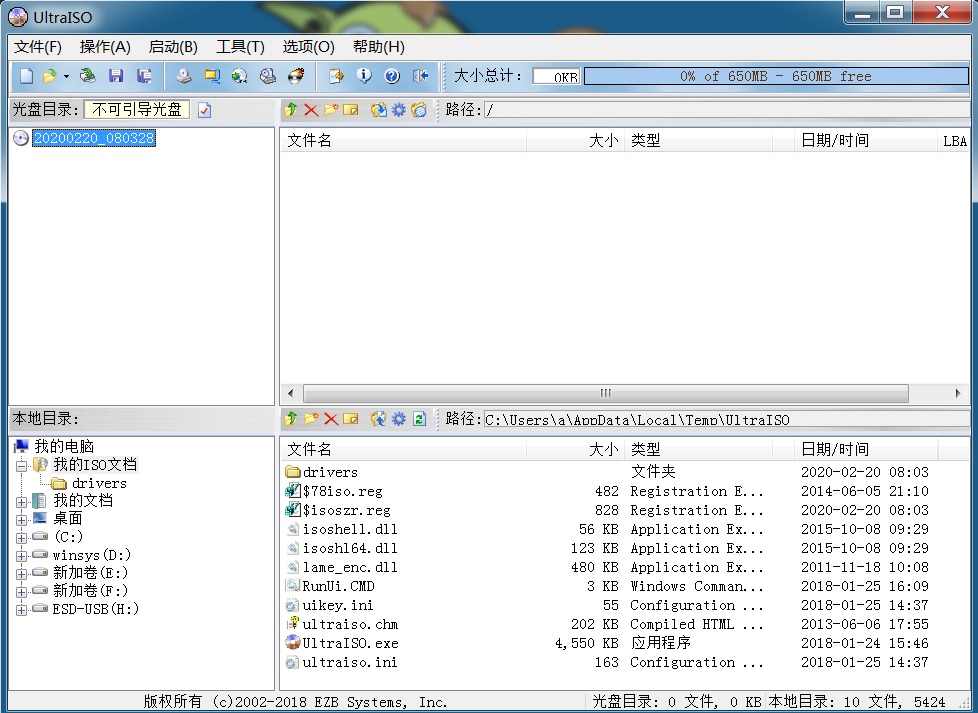 UltraISO
文件(F) 操作(A) 启动(B) 工具(T) 选项(O) 帮助(H)
大小总计: 0KB 0% of 650MB - 650MB free
光盘目录: 不可引导光盘 路径: /
20200220_080328
文件名 大小 类型 日期/时间 LBA
本地目录: 路径: C:\Users\a\AppData\Local\Temp\UltraISO
我的电脑
我的ISO文档
drivers
我的文档
桌面
(C:)
winsys(D:)
新加卷(E:)
新加卷(F:)
ESD-USB(H:)
文件名 大小 类型 日期/时间
drivers 文件夹 2020-02-20 08:03
$78iso.reg 482 Registration E... 2014-06-05 21:10
$isoszr.reg 828 Registration E... 2020-02-20 08:03
isoshell.dll 56 KB Application Ex... 2015-10-08 09:29
isoshl64.dll 123 KB Application Ex... 2015-10-08 09:29
lame_enc.dll 480 KB Application Ex... 2011-11-18 10:08
RunUi.CMD 3 KB Windows Comman... 2018-01-25 16:09
uikey.ini 55 Configuration ... 2018-01-25 14:37
ultraiso.chm 202 KB Compiled HTML ... 2013-06-06 17:55
UltraISO.exe 4,550 KB 应用程序 2018-01-24 15:46
ultraiso.ini 163 Configuration ... 2018-01-25 14:37
版权所有 (c)2002-2018 EZB Systems, Inc. 光盘目录: 0 文件, 0 KB 本地目录: 10 文件, 5424